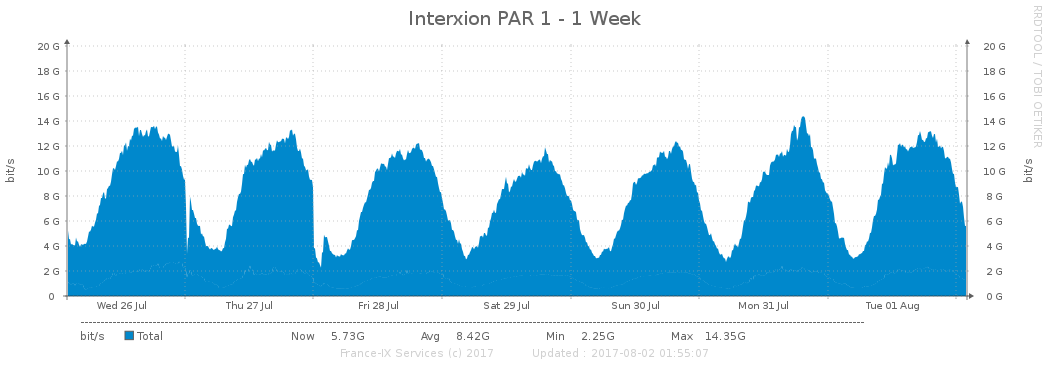 Interxion PAR 1 - 1 Week
RRDTOOL / TOBI OETIKER
20 G 20 G
18 G 18 G
16 G 16 G
14 G 14 G
12 G 12 G
10 G 10 G
8 G 8 G
6 G 6 G
4 G 4 G
2 G 2 G
0 0 G
bit/s
bit/s
Wed 26 Jul Thu 27 Jul Fri 28 Jul Sat 29 Jul Sun 30 Jul Mon 31 Jul Tue 01 Aug
bit/s Total Now 5.73G Avg 8.42G Min 2.25G Max 14.35G
France-IX Services (c) 2017 Updated : 2017-08-02 01:55:07